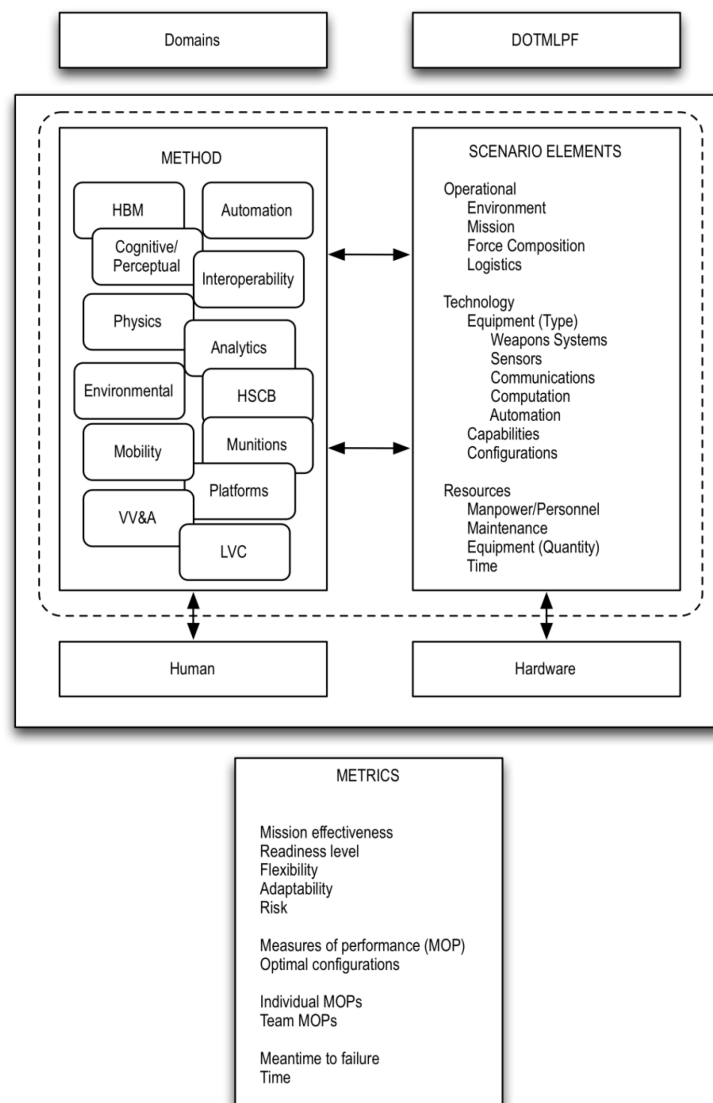 Domains
DOTMLPF
METHOD
HBM
Automation
Cognitive/
Perceptual
Interoperability
Physics
Analytics
Environmental
HSCB
Mobility
Munitions
Platforms
VV&A
LVC
SCENARIO ELEMENTS
Operational
Environment
Mission
Force Composition
Logistics
Technology
Equipment (Type)
Weapons Systems
Sensors
Communications
Computation
Automation
Capabilities
Configurations
Resources
Manpower/Personnel
Maintenance
Equipment (Quantity)
Time
Human
Hardware
METRICS
Mission effectiveness
Readiness level
Flexibility
Adaptability
Risk
Measures of performance (MOP)
Optimal configurations
Individual MOPs
Team MOPs
Meantime to failure
Time